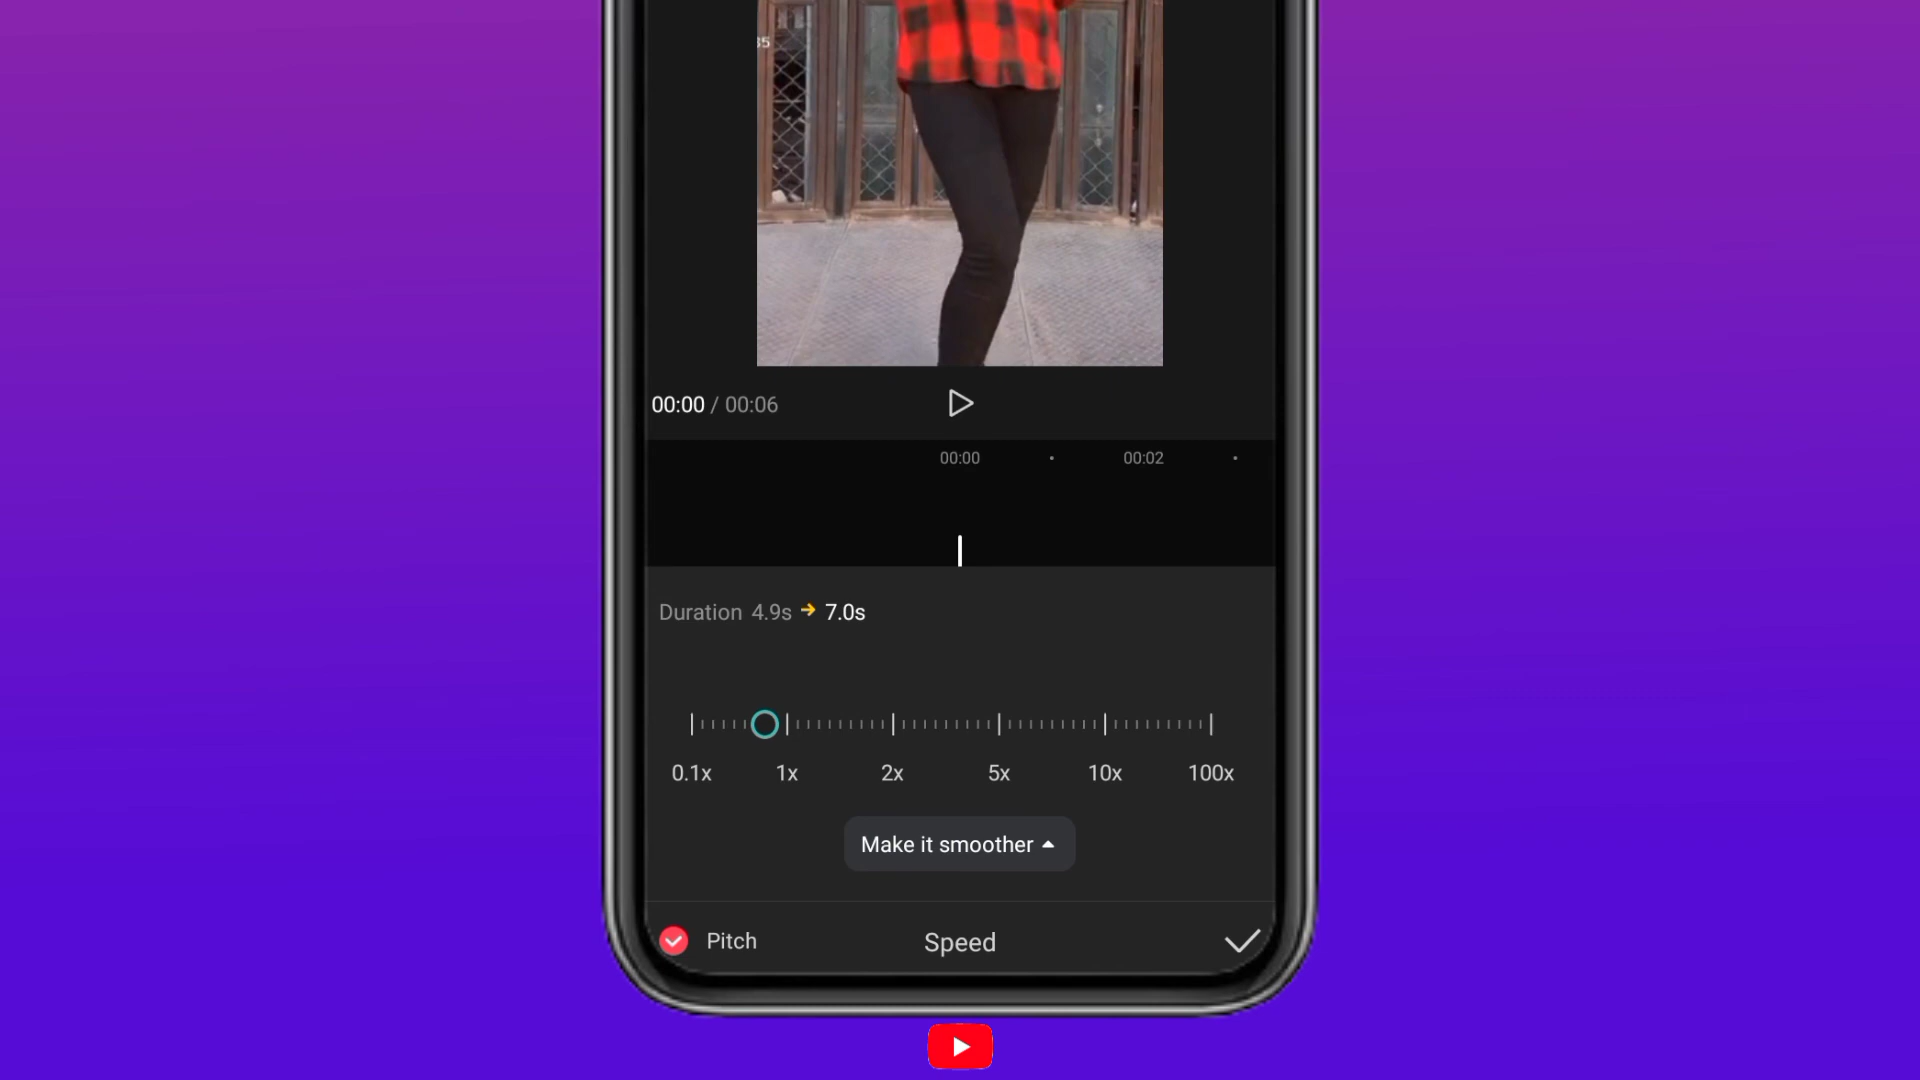 35
00:00 / 00:06
00:00 00:02
Duration 4.9s → 7.0s
0.1x 1x 2x 5x 10x 100x
Make it smoother
Pitch Speed